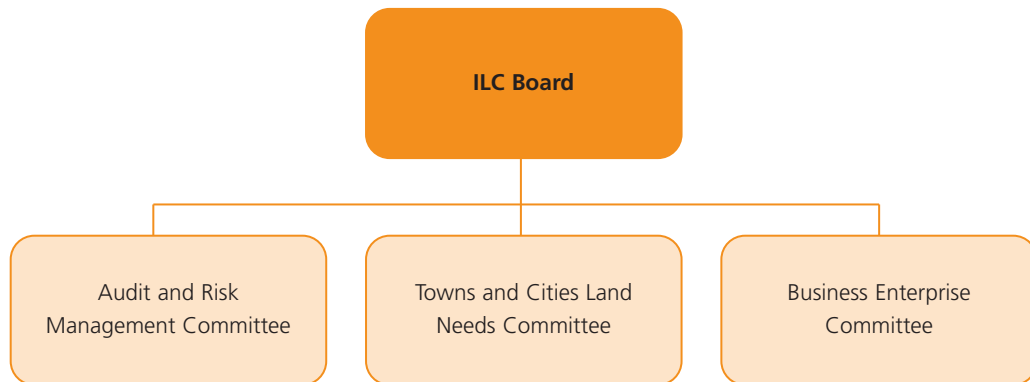 ILC Board
Audit and Risk
Management Committee
Towns and Cities Land
Needs Committee
Business Enterprise
Committee